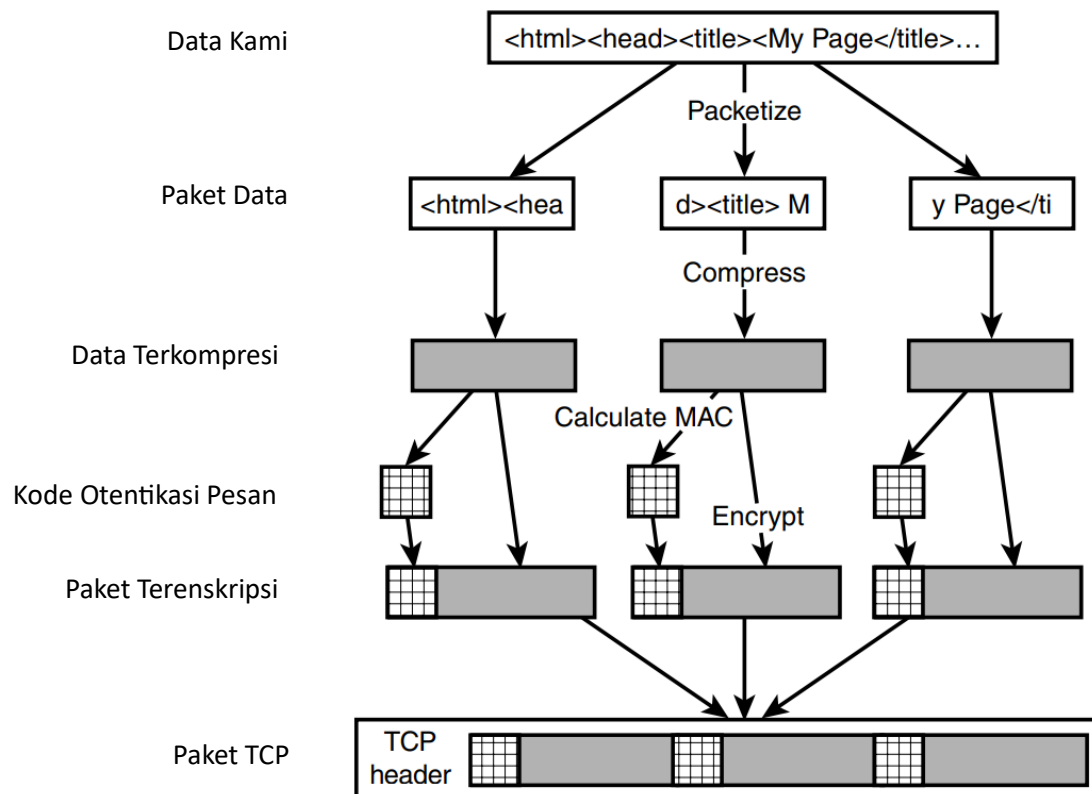 Data Kami
<html><head><title><My Page</title>…
Packetize
Paket Data
<html><hea
d><title> M
y Page</ti
Compress
Data Terkompresi
Calculate MAC
Kode Otentikasi Pesan
Encrypt
Paket Terenskripsi
Paket TCP
TCP
header